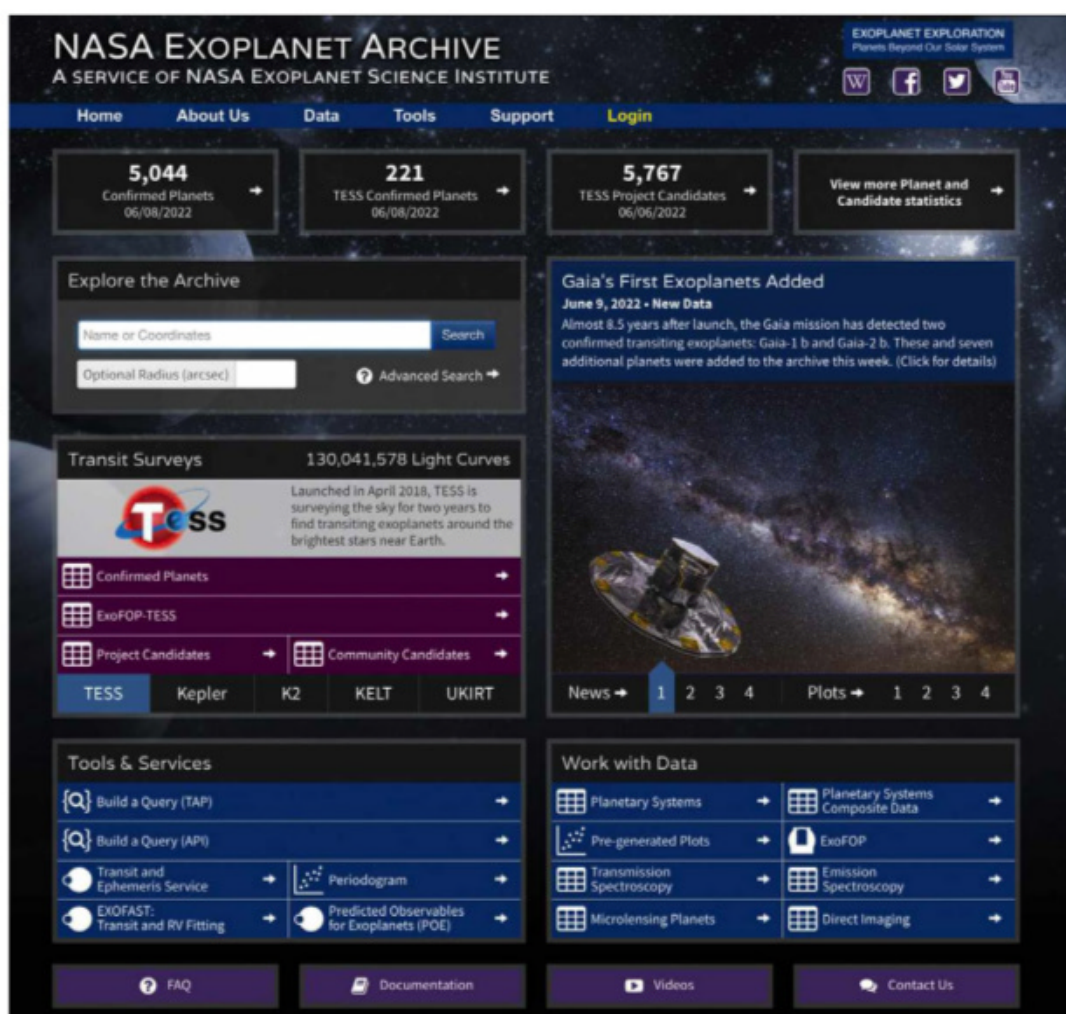 NASA EXOPLANET ARCHIVE
A SERVICE OF NASA EXOPLANET SCIENCE INSTITUTE
EXOPLANET EXPLORATION
Planets Beyond Our Solar System
W
Home About Us Data Tools Support Login
5,044
Confirmed Planets
06/08/2022
221
TESS Confirmed Planets
06/08/2022
5,767
TESS Project Candidates
06/06/2022
View more Planet and
Candidate statistics
Explore the Archive
Name or Coordinates Search
Optional Radius (arcsec) Advanced Search
Gaia's First Exoplanets Added
June 9, 2022 • New Data
Almost 8.5 years after launch, the Gaia mission has detected two
confirmed transiting exoplanets: Gaia-1 b and Gaia-2 b. These and seven
additional planets were added to the archive this week. (Click for details)
Transit Surveys 130,041,578 Light Curves
Tess
Launched in April 2018, TESS is
surveying the sky for two years to
find transiting exoplanets around the
brightest stars near Earth.
Confirmed Planets
ExoFOP-TESS
Project Candidates Community Candidates
TESS Kepler K2 KELT UKIRT
News 1 2 3 4 Plots 1 2 3 4
Tools & Services
Build a Query (TAP)
Build a Query (API)
Transit and
Ephemeris Service
Periodogram
EXOFAST:
Transit and RV Fitting
Predicted Observables
for Exoplanets (POE)
Work with Data
Planetary Systems
Planetary Systems
Composite Data
Pre-generated Plots
ExoFOP
Transmission
Spectroscopy
Emission
Spectroscopy
Microlensing Planets
Direct Imaging
FAQ Documentation Videos Contact Us